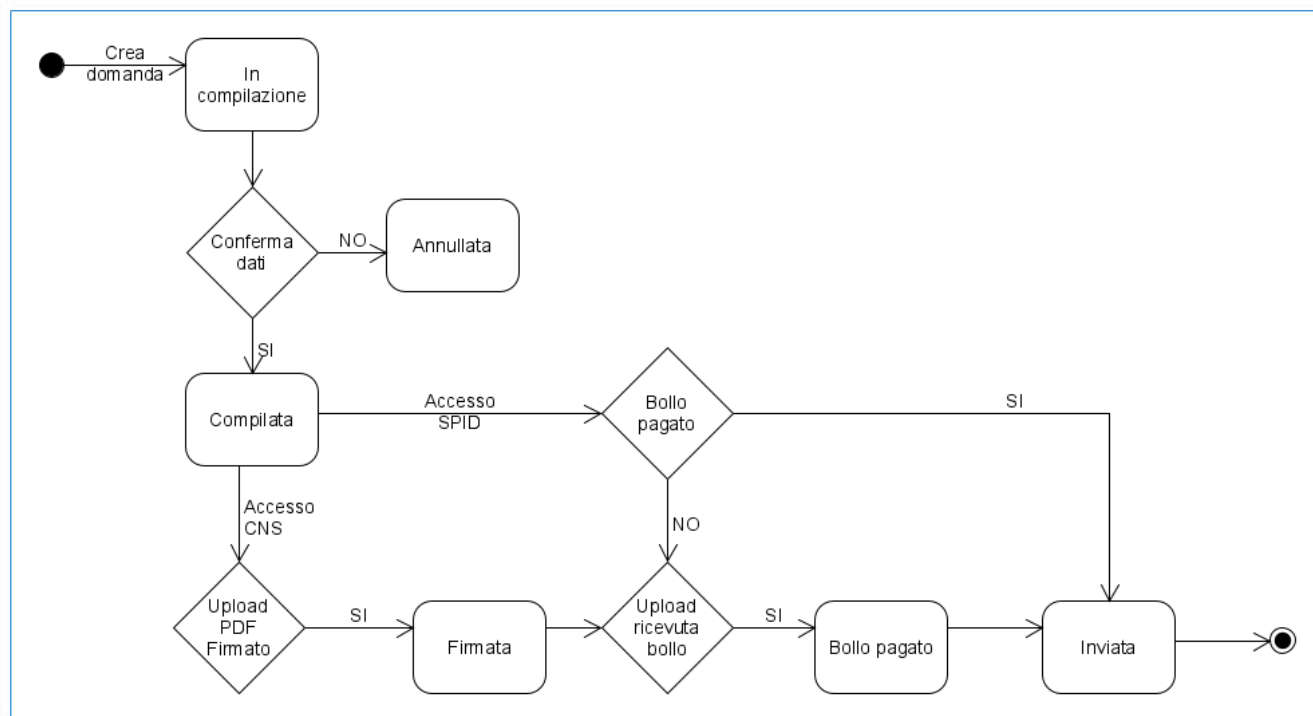 Crea
domanda
In
compilazione
Conferma
dati
NO
Annullata
SI
Compilata
Accesso
SPID
Bollo
pagato
SI
Accesso
CNS
NO
Upload
PDF
Firmato
SI
Firmata
Upload
ricevuta
bollo
SI
Bollo pagato
Inviata